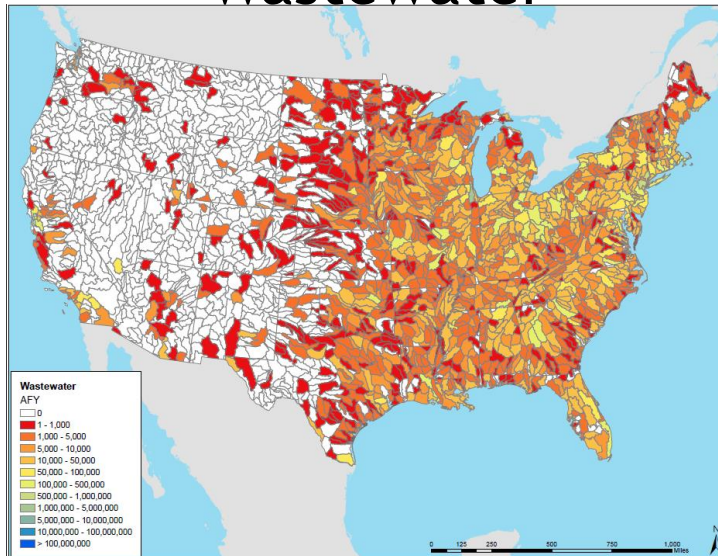 Wastewater
Wastewater
AFY
0
1 - 1,000
1,000 - 5,000
5,000 - 10,000
10,000 - 50,000
50,000 - 100,000
100,000 - 500,000
500,000 - 1,000,000
1,000,000 - 5,000,000
5,000,000 - 10,000,000
10,000,000 - 100,000,000
> 100,000,000
N
0 125 250 500 750 1,000
Miles